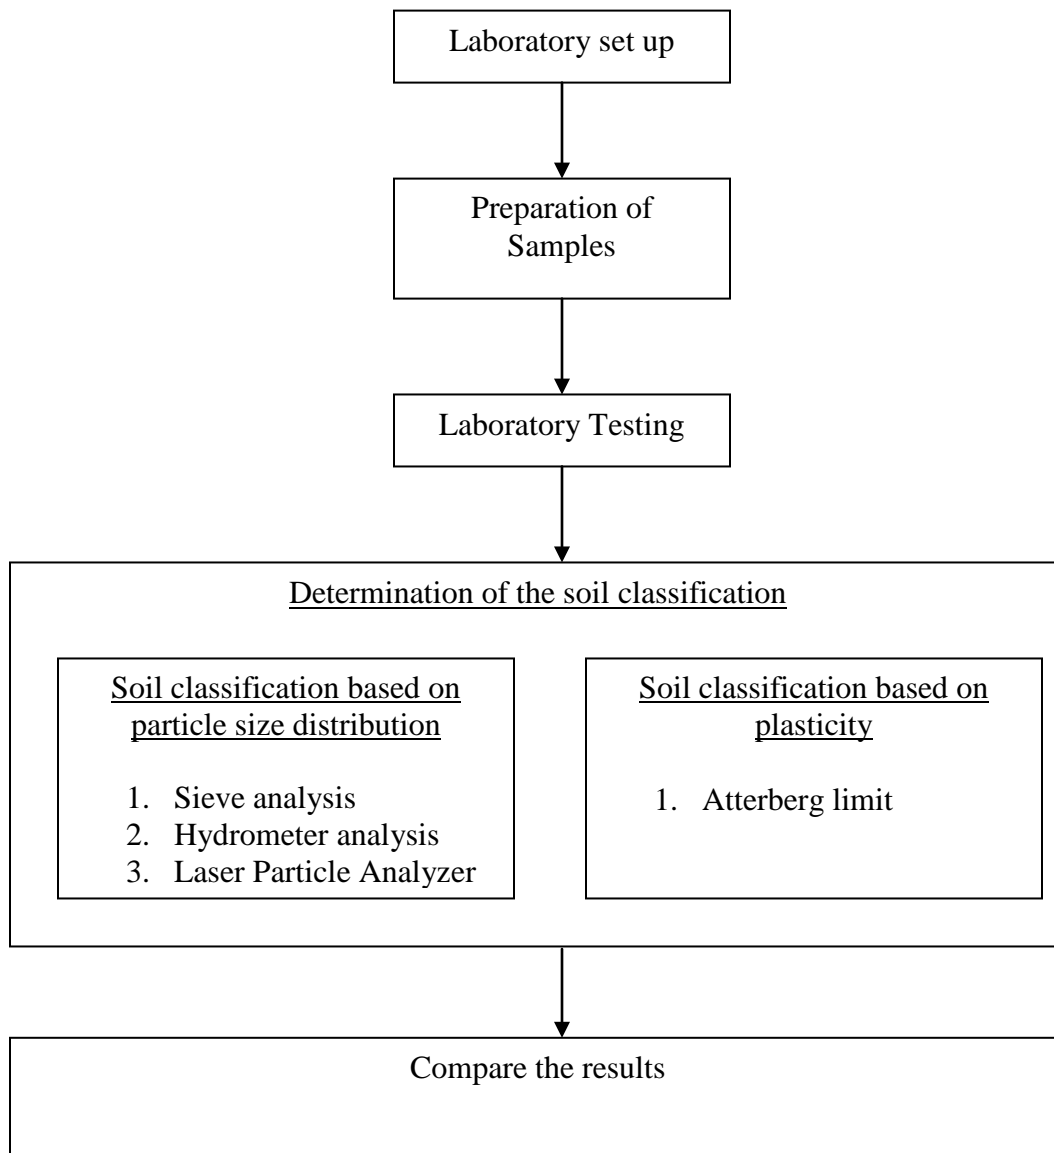 Laboratory set up
Preparation of
Samples
Laboratory Testing
Determination of the soil classification
Soil classification based on
particle size distribution
1. Sieve analysis
2. Hydrometer analysis
3. Laser Particle Analyzer
Soil classification based on
plasticity
1. Atterberg limit
Compare the results